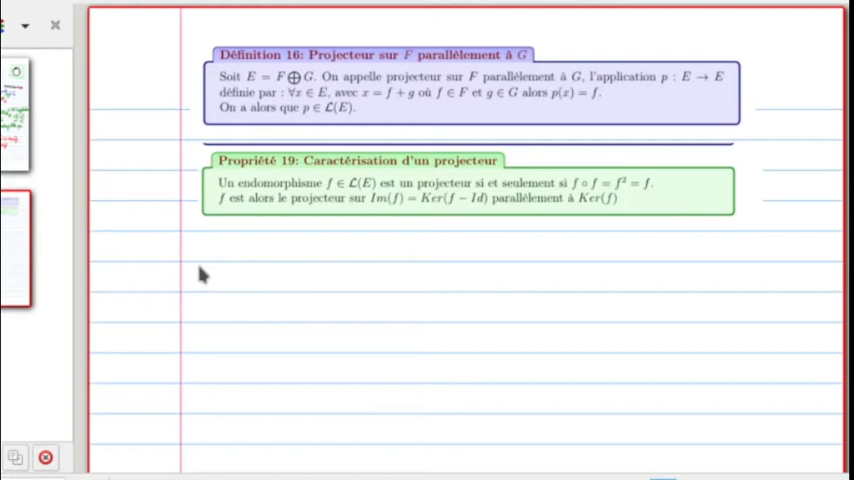 Définition 16: Projecteur sur F parallèlement à G
Soit E = F⨁G. On appelle projecteur sur F parallèlement à G, l'application p : E → E
définie par : ∀x ∈ E, avec x = f + g où f ∈ F et g ∈ G alors p(x) = f.
On a alors que p ∈ ℒ(E).
Propriété 19: Caractérisation d'un projecteur
Un endomorphisme f ∈ ℒ(E) est un projecteur si et seulement si f ∘ f = f² = f.
f est alors le projecteur sur Im(f) = Ker(f − Id) parallèlement à Ker(f)